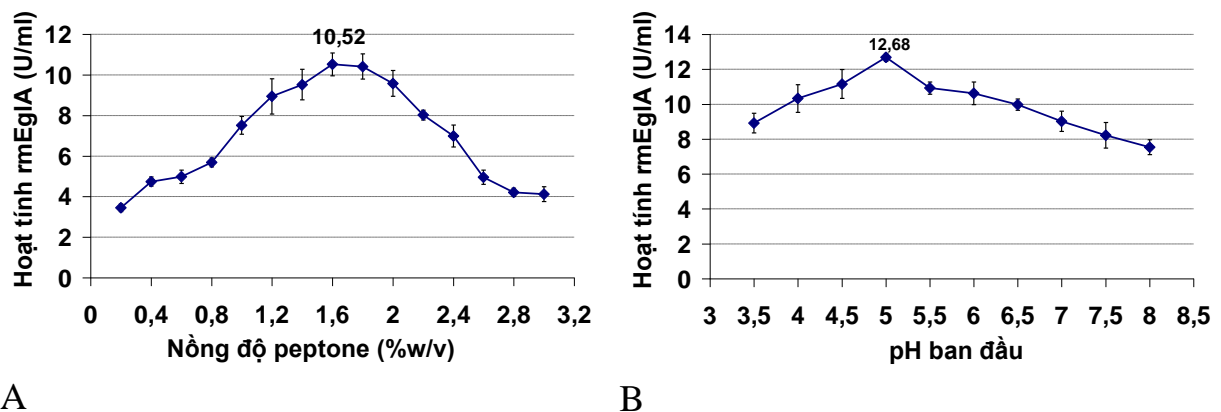 Hoạt tính rmEglA (U/ml)
12
10
8
6
4
2
0
10,52
0 0,4 0,8 1,2 1,6 2 2,4 2,8 3,2
Nồng độ peptone (%w/v)
A
Hoạt tính rmEglA (U/ml)
14
12
10
8
6
4
2
0
12,68
3 3,5 4 4,5 5 5,5 6 6,5 7 7,5 8 8,5
pH ban đầu
B